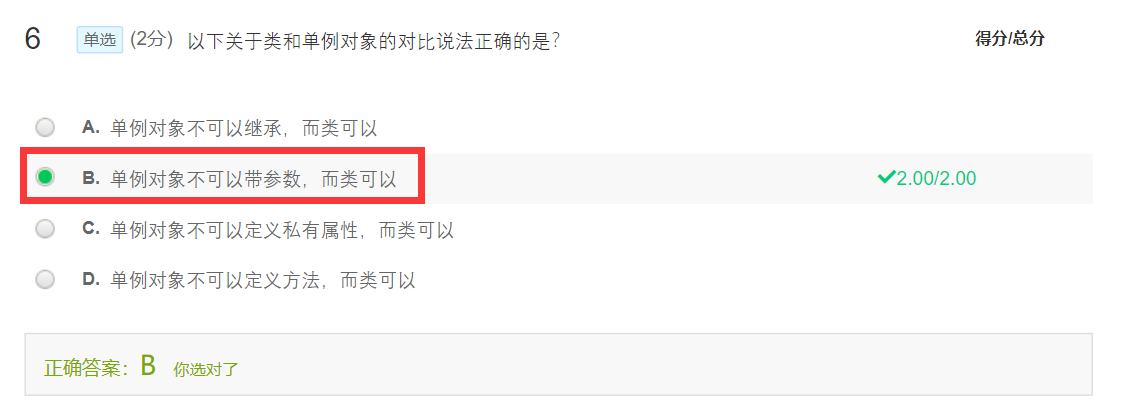 6 单选 (2分) 以下关于类和单例对象的对比说法正确的是? 得分/总分
A. 单例对象不可以继承，而类可以
B. 单例对象不可以带参数，而类可以 2.00/2.00
C. 单例对象不可以定义私有属性，而类可以
D. 单例对象不可以定义方法，而类可以
正确答案：B 你选对了